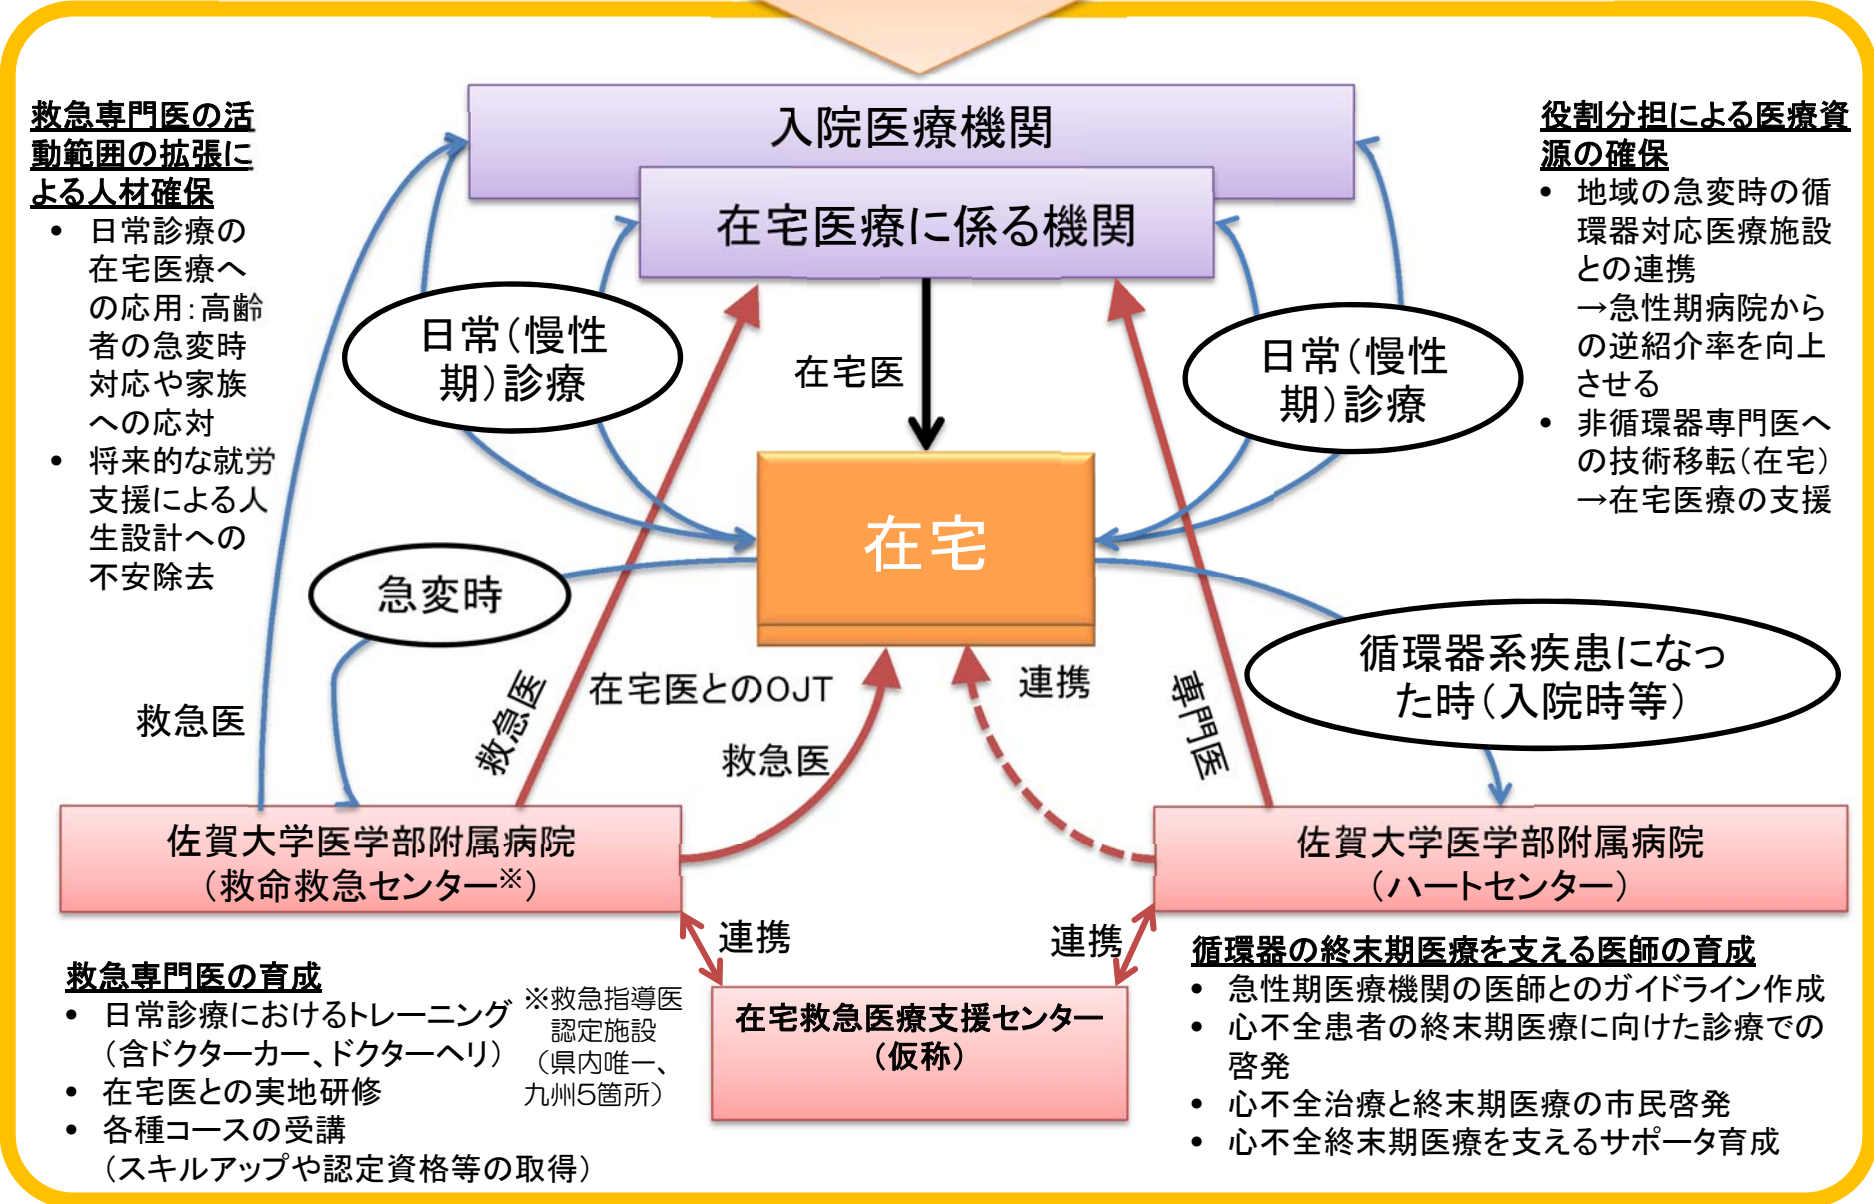 入院医療機関
在宅医療に係る機関
救急専門医の活
動範囲の拡張に
よる人材確保
• 日常診療の
在宅医療へ
の応用：高齢
者の急変時
対応や家族
への応対
• 将来的な就労
支援による人
生設計への
不安除去
役割分担による医療資
源の確保
• 地域の急変時の循
環器対応医療施設
との連携
→急性期病院から
の逆紹介率を向上
させる
• 非循環器専門医へ
の技術移転（在宅）
→在宅医療の支援
日常（慢性
期）診療
在宅医
日常（慢性
期）診療
在宅
急変時
循環器系疾患になっ
た時（入院時等）
救急医
救急医
在宅医とのOJT
救急医
連携
専門医
佐賀大学医学部附属病院
（救命救急センター※）
佐賀大学医学部附属病院
（ハートセンター）
連携
連携
在宅救急医療支援センター
（仮称）
救急専門医の育成
• 日常診療におけるトレーニング
（含ドクターカー、ドクターヘリ）
• 在宅医との実地研修
• 各種コースの受講
（スキルアップや認定資格等の取得）
※救急指導医
認定施設
（県内唯一、
九州5箇所）
循環器の終末期医療を支える医師の育成
• 急性期医療機関の医師とのガイドライン作成
• 心不全患者の終末期医療に向けた診療での
啓発
• 心不全治療と終末期医療の市民啓発
• 心不全終末期医療を支えるサポータ育成